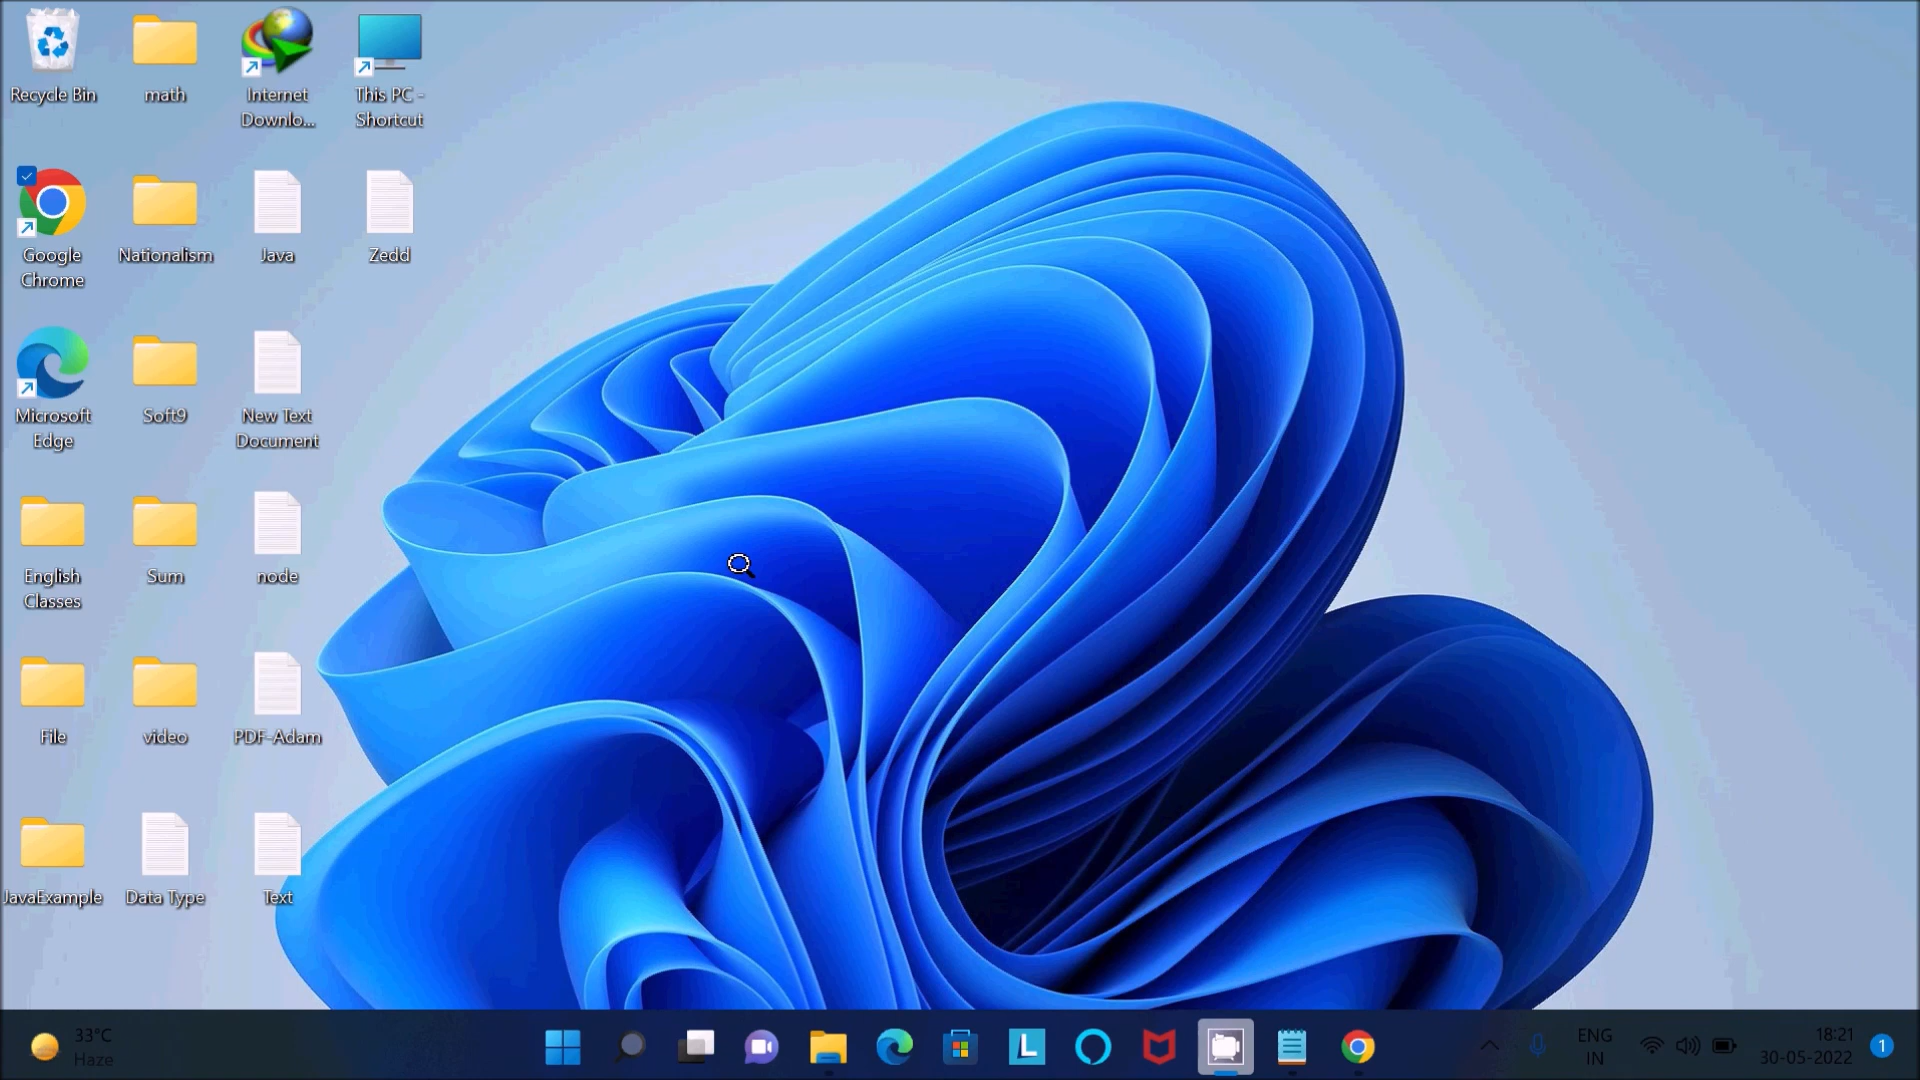 Recycle Bin
math
Internet
Downlo...
This PC -
Shortcut
Google
Chrome
Nationalism
Java
Zedd
Microsoft
Edge
Soft9
New Text
Document
English
Classes
Sum
node
File
video
PDF-Adam
JavaExample
Data Type
Text
33°C
Haze
L
ENG
IN
18:21
30-05-2022
1